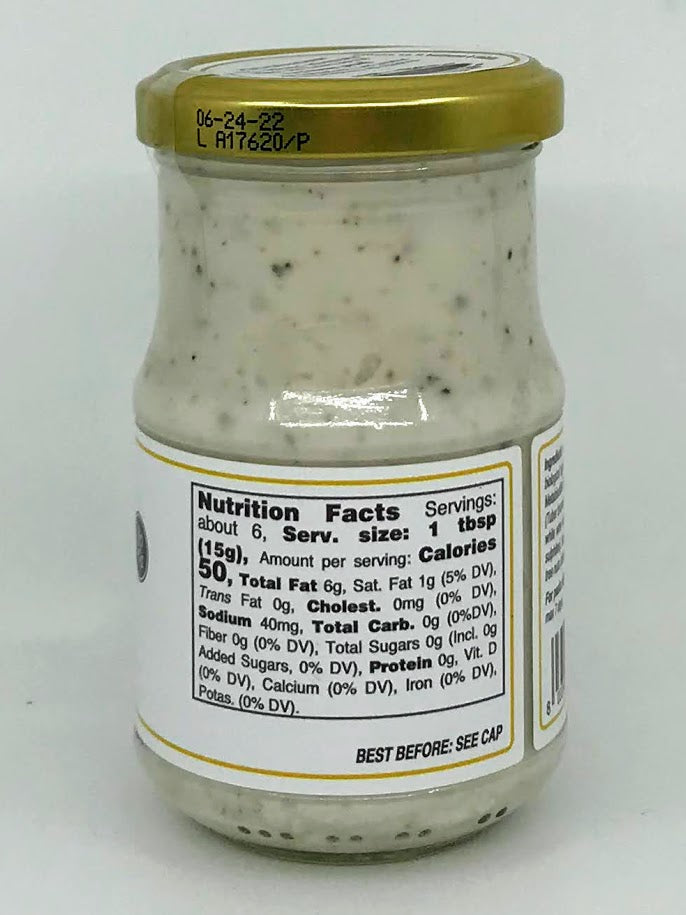 06-24-22
L A17620/P
Nutrition Facts Servings:
about 6, Serv. size: 1 tbsp
(15g), Amount per serving: Calories
50, Total Fat 6g, Sat. Fat 1g (5% DV),
Trans Fat 0g, Cholest. 0mg (0% DV),
Sodium 40mg, Total Carb. 0g (0%DV),
Fiber 0g (0% DV), Total Sugars 0g (Incl. 0g
Added Sugars, 0% DV), Protein 0g, Vit. D
(0% DV), Calcium (0% DV), Iron (0% DV),
Potas. (0% DV).
BEST BEFORE: SEE CAP
8